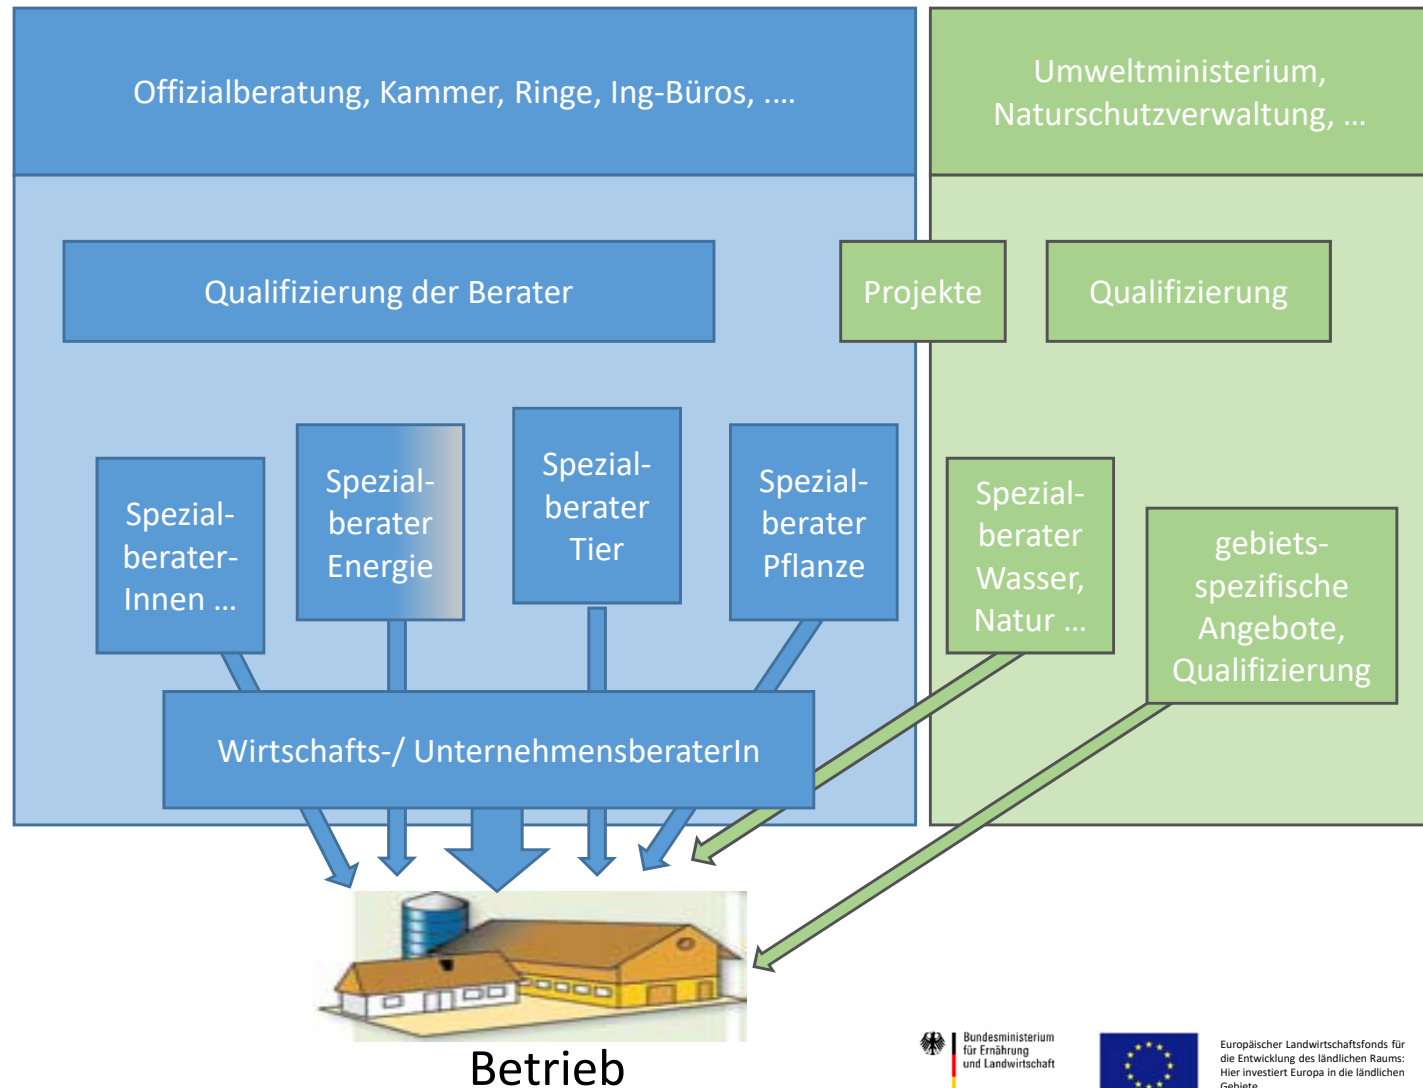 Offizialberatung, Kammer, Ringe, Ing-Büros, ....
Umweltministerium,
Naturschutzverwaltung, ...
Qualifizierung der Berater
Projekte
Qualifizierung
Spezial-
berater-
Innen ...
Spezial-
berater
Energie
Spezial-
berater
Tier
Spezial-
berater
Pflanze
Spezial-
berater
Wasser,
Natur ...
gebiets-
spezifische
Angebote,
Qualifizierung
Wirtschafts-/ UnternehmensberaterIn
Betrieb
Bundesministerium
für Ernährung
und Landwirtschaft
Europäischer Landwirtschaftsfonds für
die Entwicklung des ländlichen Raums:
Hier investiert Europa in die ländlichen
Gebiete